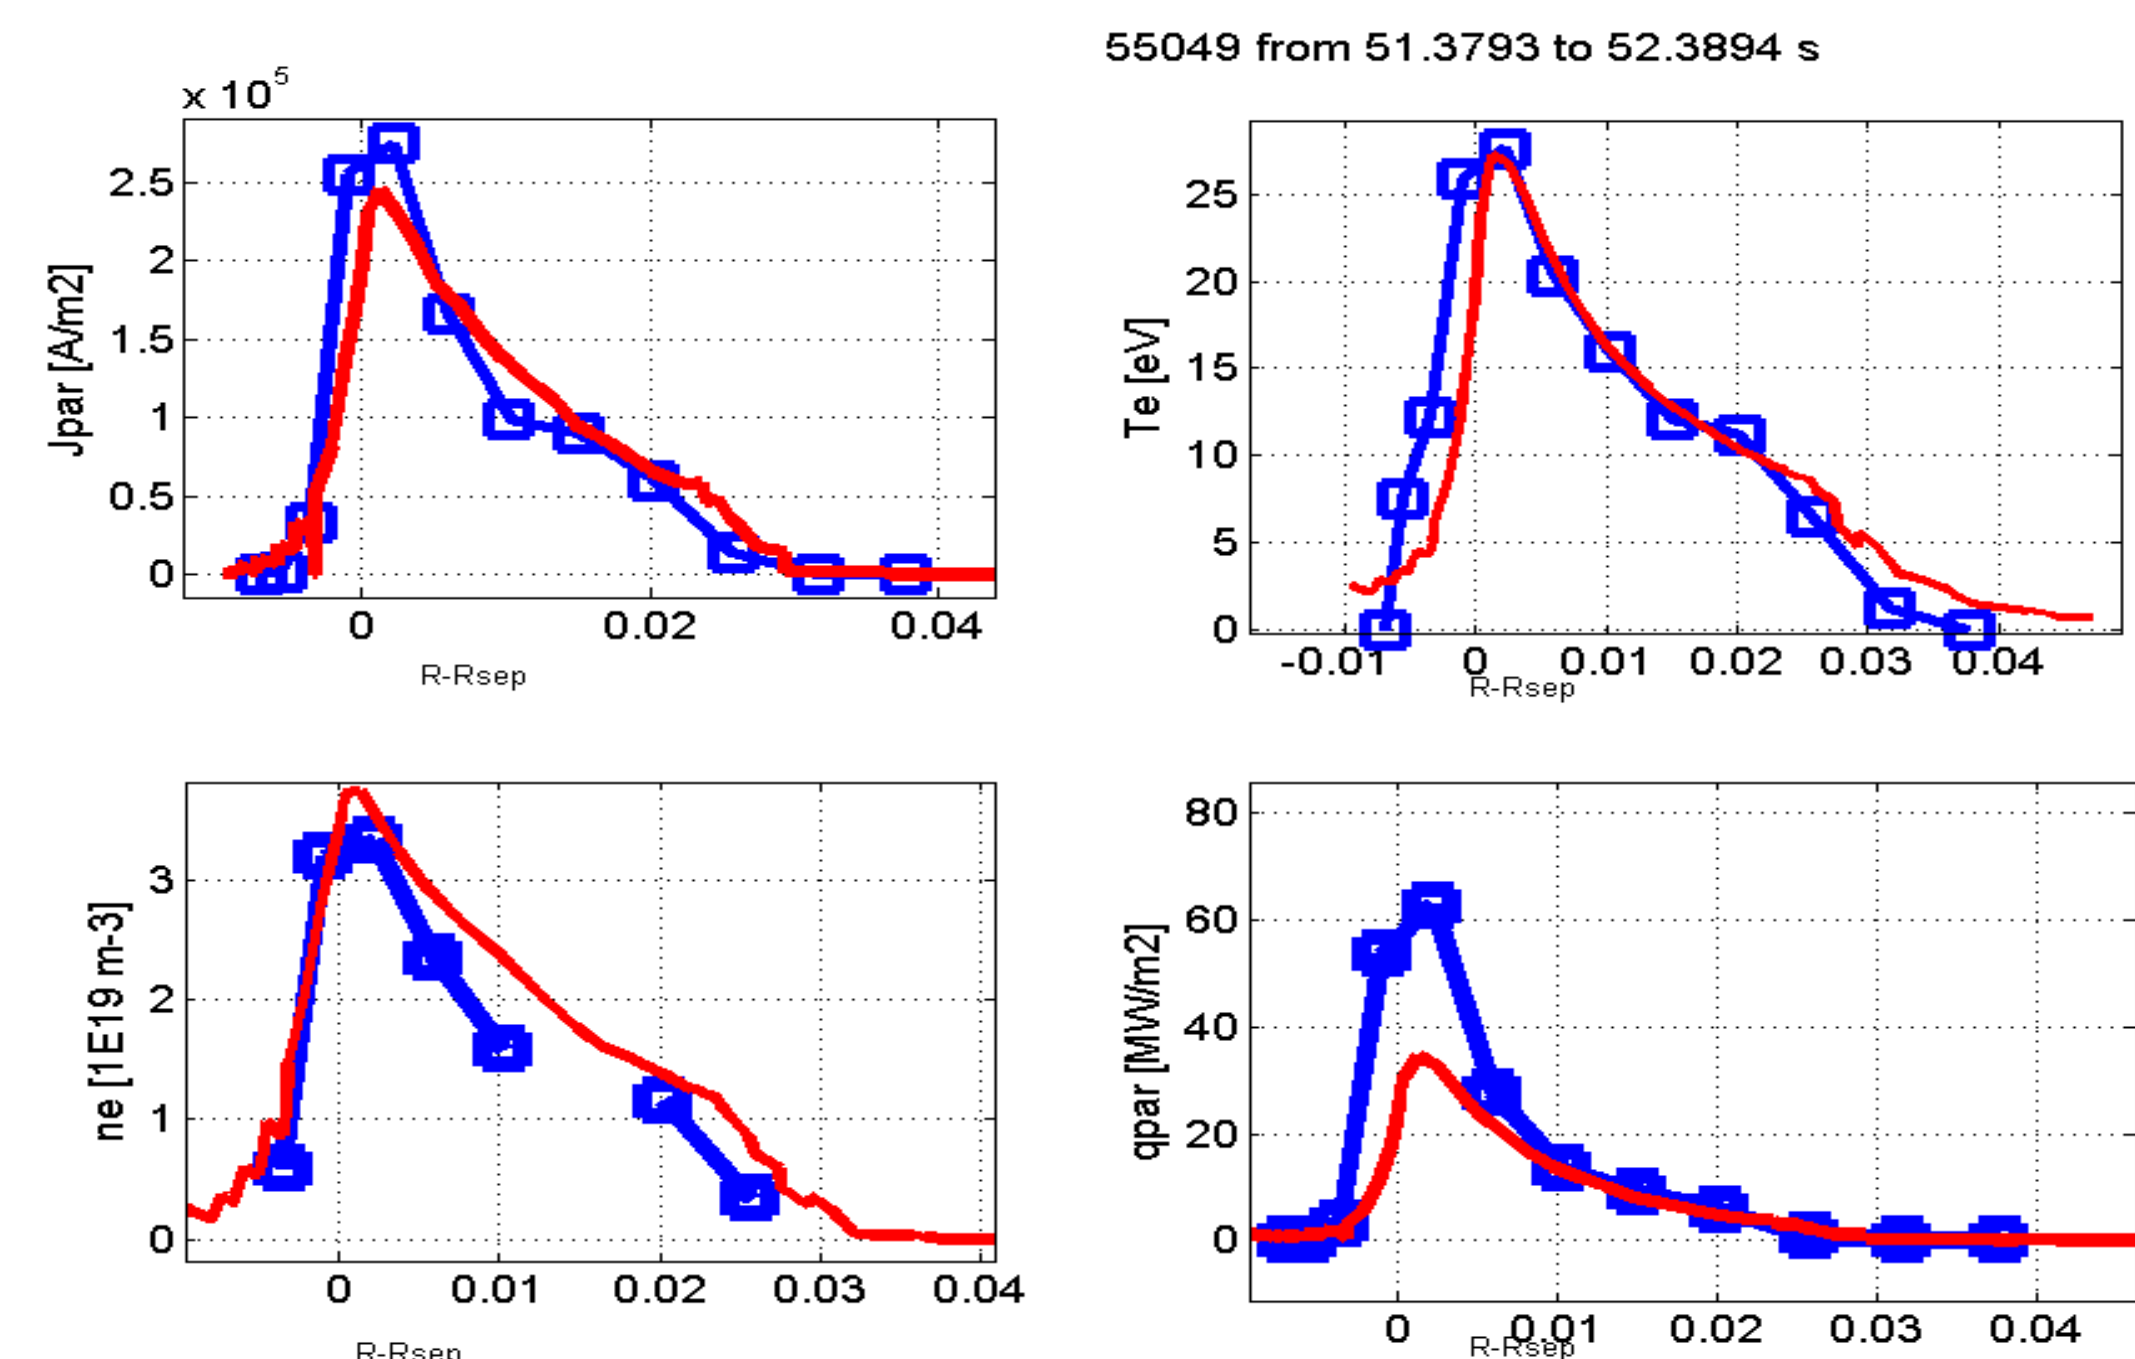 55049 from 51.3793 to 52.3894 s
x 10^5
2.5
2
1.5
1
0.5
0
Jpar [A/m2]
0 0.02 0.04
R-Rsep
25
20
15
10
5
0
Te [eV]
-0.01 0 0.01 0.02 0.03 0.04
R-Rsep
3
2
1
0
ne [1E19 m-3]
0 0.01 0.02 0.03 0.04
R-Rsep
80
60
40
20
0
qpar [MW/m2]
0 0.01 0.02 0.03 0.04
R-Rsep